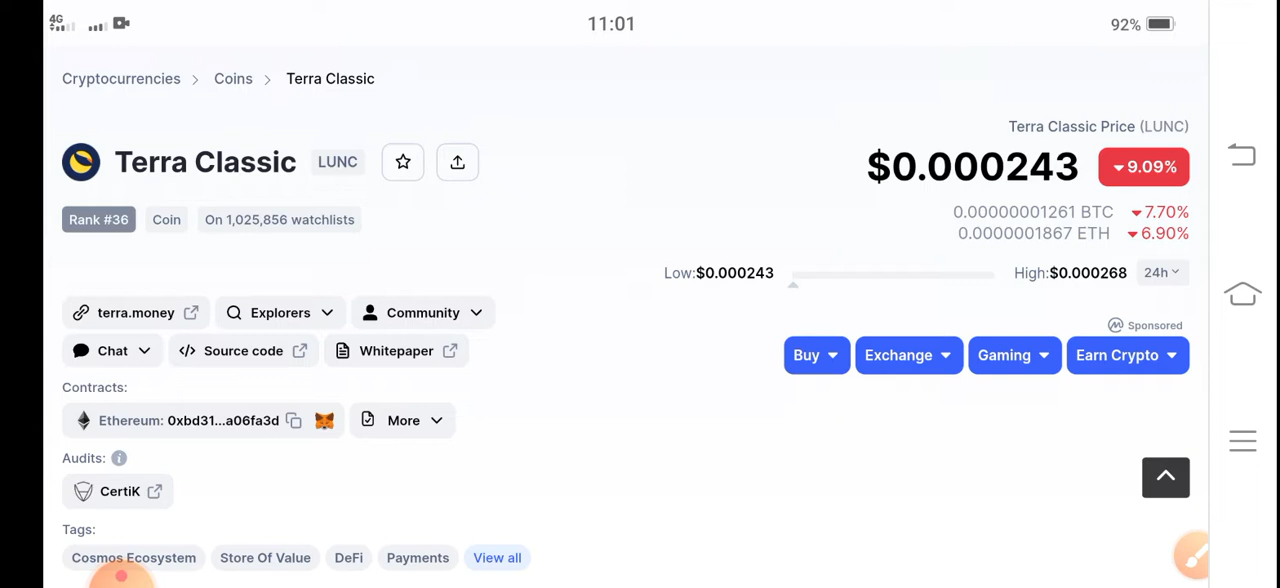 4G 11:01 92%
Cryptocurrencies > Coins > Terra Classic
Terra Classic Price (LUNC)
Terra Classic LUNC $0.000243 9.09%
0.00000001261 BTC 7.70%
Rank #36 Coin On 1,025,856 watchlists
0.0000001867 ETH 6.90%
Low:$0.000243 High:$0.000268 24h
terra.money Explorers Community
Sponsored
Chat Source code Whitepaper
Buy Exchange Gaming Earn Crypto
Contracts:
Ethereum: 0xbd31...a06fa3d More
Audits:
CertiK
Tags:
Cosmos Ecosystem Store Of Value DeFi Payments View all